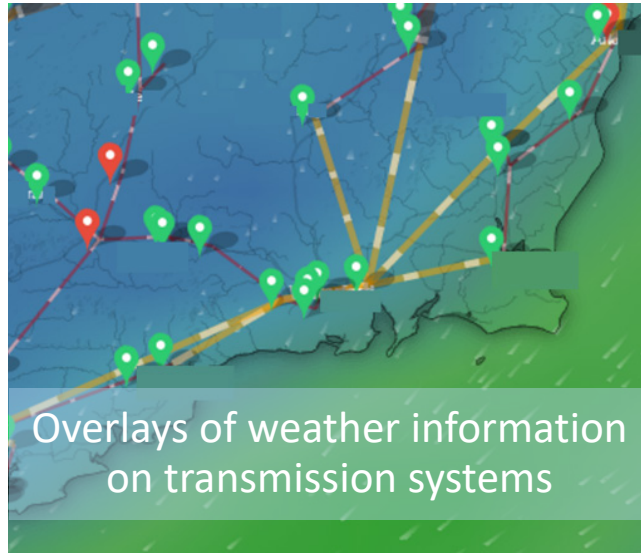 Overlays of weather information
on transmission systems